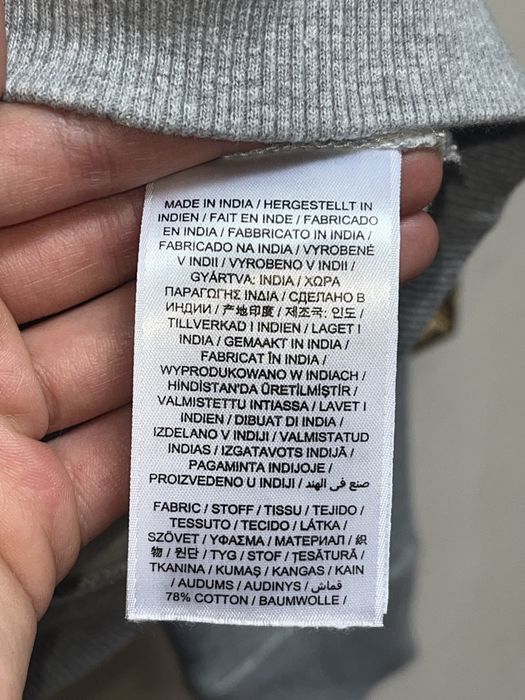 MADE IN INDIA / HERGESTELLT IN
INDIEN / FAIT EN INDE / FABRICADO
EN INDIA / FABBRICATO IN INDIA /
FABRICADO NA INDIA / VYROBENÉ
V INDII / VYROBENO V INDII /
GYÁRTVA: INDIA / ΧΩΡΑ
ΠΑΡΑΓΩΓΗΣ ΙΝΔΙΑ / СДЕЛАНО В
ИНДИИ / 产地印度 / 제조국: 인도 /
TILLVERKAD I INDIEN / LAGET I
INDIA / GEMAAKT IN INDIA /
FABRICAT ÎN INDIA /
WYPRODUKOWANO W INDIACH /
HİNDİSTAN'DA ÜRETİLMİŞTİR /
VALMISTETTU INTIASSA / LAVET I
INDIEN / DIBUAT DI INDIA /
IZDELANO V INDIJI / VALMISTATUD
INDIAS / IZGATAVOTS INDIJĀ /
PAGAMINTA INDIJOJE /
PROIZVEDENO U INDIJI / صنع في الهند /
FABRIC / STOFF / TISSU / TEJIDO /
TESSUTO / TECIDO / LÁTKA /
SZÖVET / ΥΦΑΣΜΑ / МАТЕРИАЛ / 织
物 / 원단 / TYG / STOF / ȚESĂTURĂ /
TKANINA / KUMAŞ / KANGAS / KAIN
/ AUDUMS / AUDINYS / قماش /
78% COTTON / BAUMWOLLE /